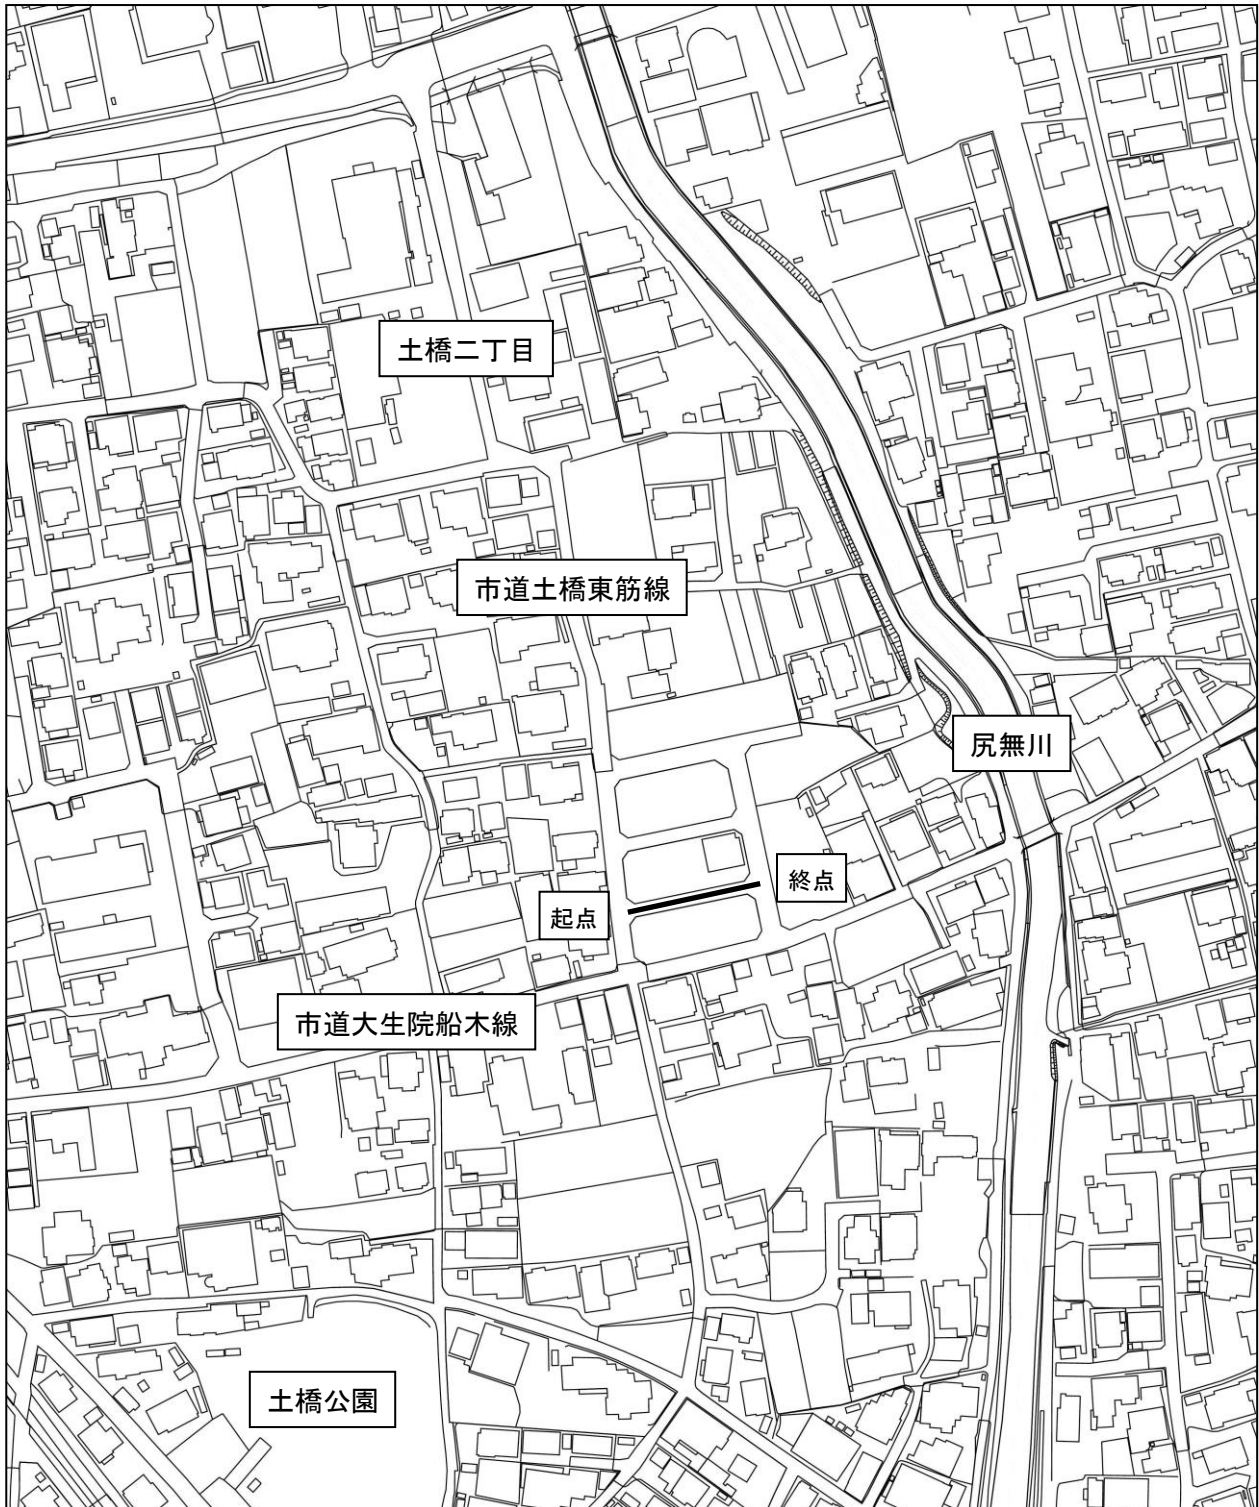 土橋二丁目
市道土橋東筋線
尻無川
終点
起点
市道大生院船木線
土橋公園